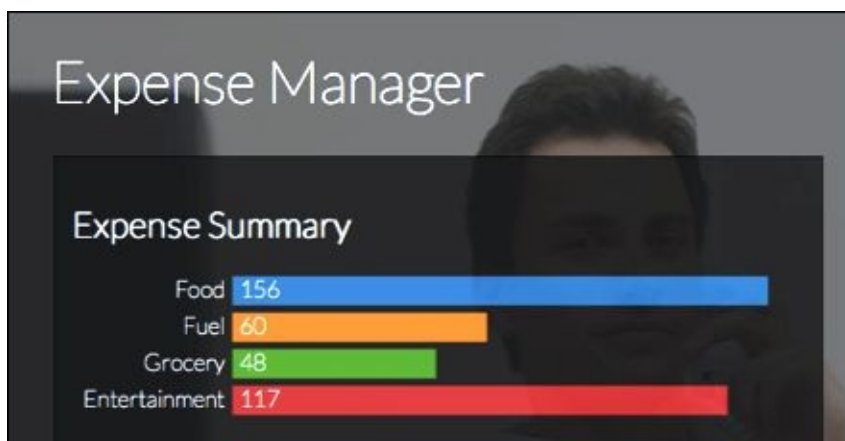 Expense Manager
Expense Summary
Food 156
Fuel 60
Grocery 48
Entertainment 117